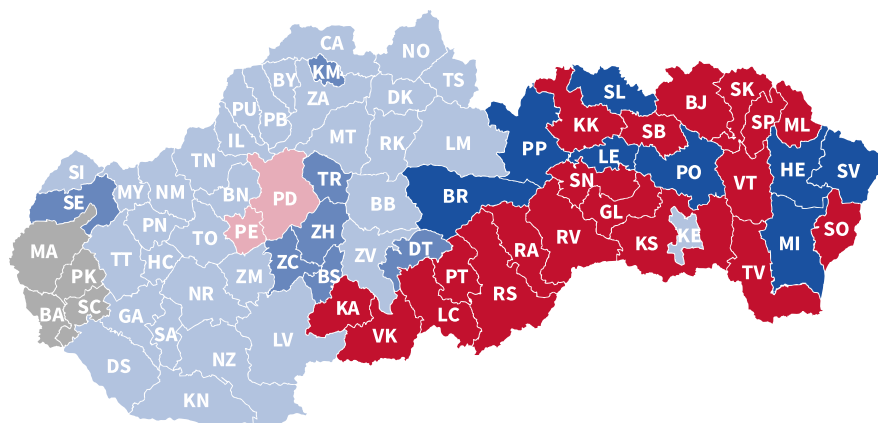 CA
NO
BY
KM
TS
ZA
DK
PU
PB
IL
MT
RK
LM
TN
SI
SE
MY
NM
BN
PD
TR
BB
BR
PP
KK
SL
SB
BJ
SK
SP
ML
LE
PO
VT
HE
SV
SN
GL
PN
TO
PE
ZH
ZV
DT
MA
TT
HC
ZC
BS
ZM
PK
NR
BA
SC
GA
SA
KA
VK
LV
LC
PT
RS
RA
RV
KS
KE
MI
SO
TV
DS
NZ
KN